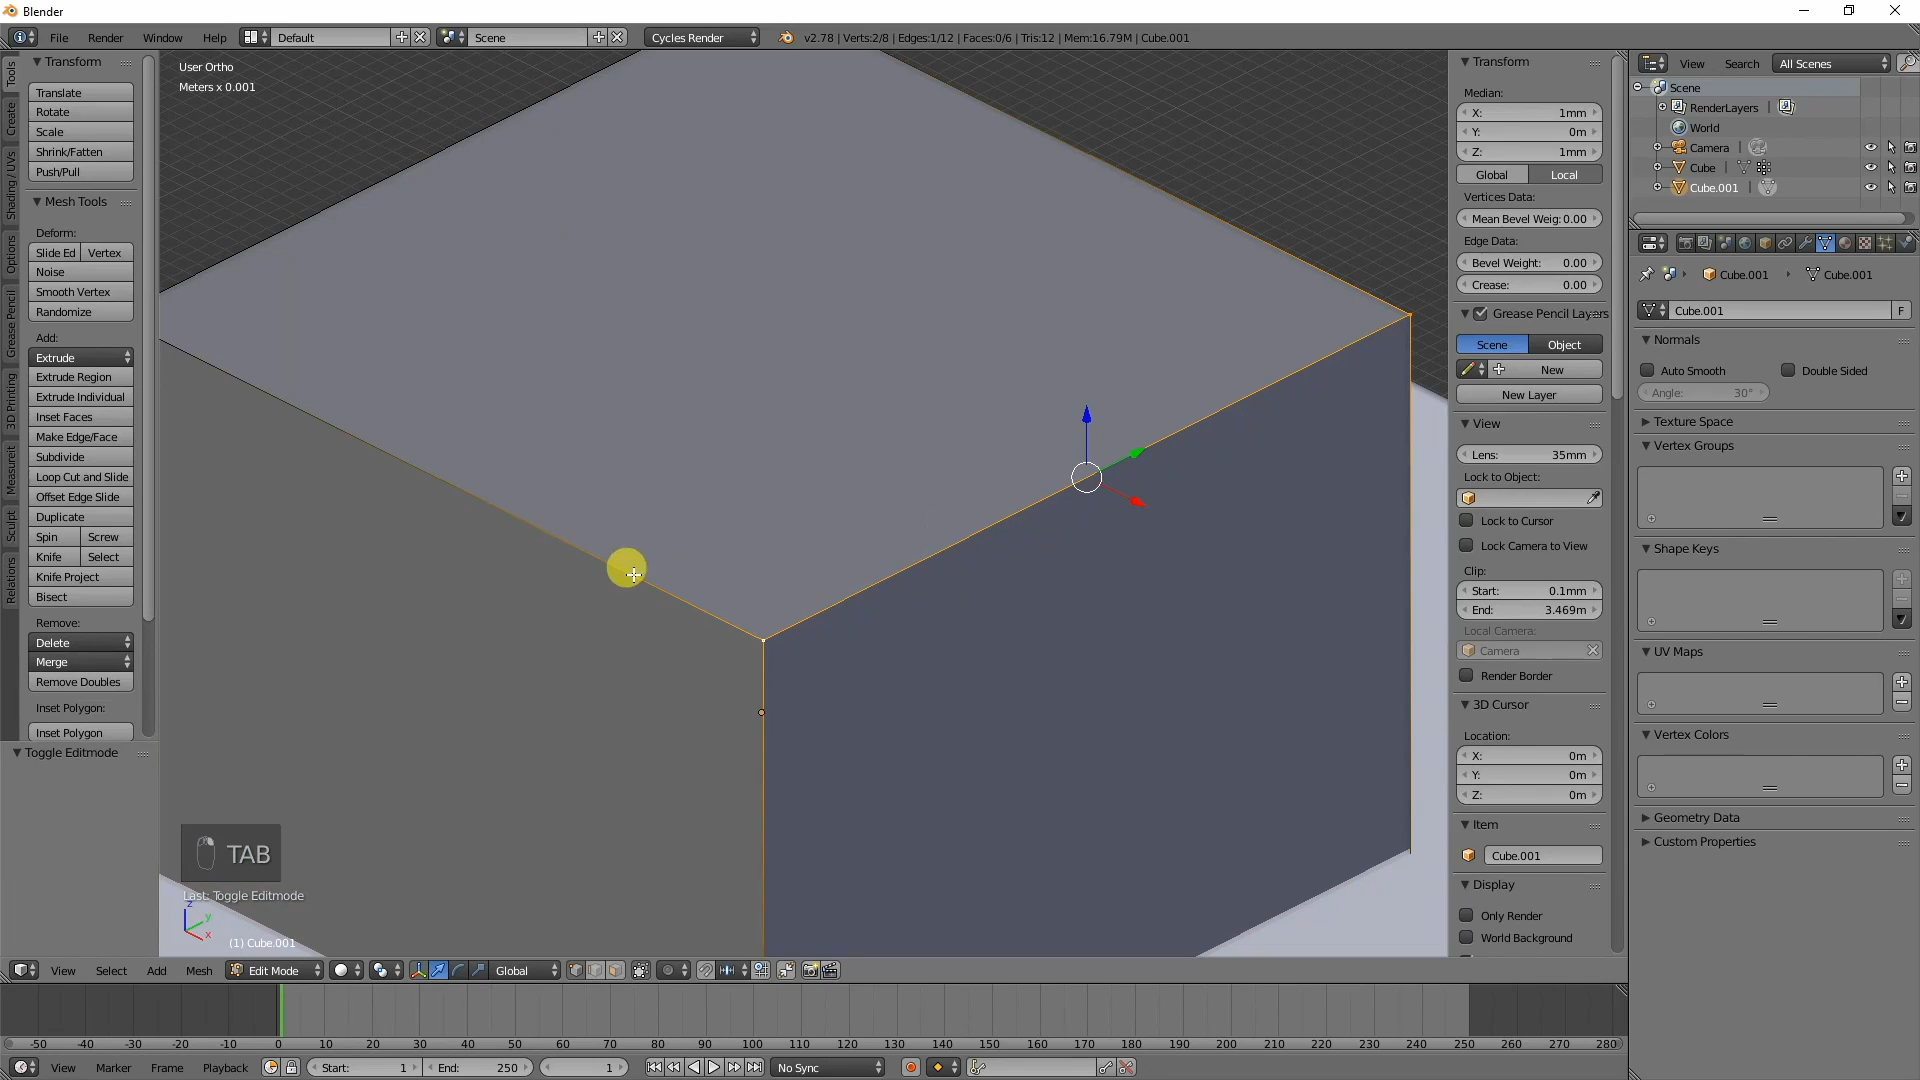 Blender
File Render Window Help Default Scene Cycles Render v2.78 | Verts:2/8 | Edges:1/12 | Faces:0/6 | Tris:12 | Mem:16.79M | Cube.001
Tools
Create
Shading / UVs
Options
Grease Pencil
3D Printing
MeasureIt
Sculpt
Relations
Transform
Translate
Rotate
Scale
Shrink/Fatten
Push/Pull
Mesh Tools
Deform:
Slide Ed Vertex
Noise
Smooth Vertex
Randomize
Add:
Extrude
Extrude Region
Extrude Individual
Inset Faces
Make Edge/Face
Subdivide
Loop Cut and Slide
Offset Edge Slide
Duplicate
Spin Screw
Knife Select
Knife Project
Bisect
Remove:
Delete
Merge
Remove Doubles
Inset Polygon:
Inset Polygon
Toggle Editmode
User Ortho
Meters x 0.001
TAB
Last: Toggle Editmode
z
y
x
(1) Cube.001
Transform
Median:
X: 1mm
Y: 0m
Z: 1mm
Global Local
Vertices Data:
Mean Bevel Weig: 0.00
Edge Data:
Bevel Weight: 0.00
Crease: 0.00
Grease Pencil Layers
Scene Object
New
New Layer
View
Lens: 35mm
Lock to Object:
Lock to Cursor
Lock Camera to View
Clip:
Start: 0.1mm
End: 3.469m
Local Camera:
Camera
Render Border
3D Cursor
Location:
X: 0m
Y: 0m
Z: 0m
Item
Cube.001
Display
Only Render
World Background
View Search All Scenes
Scene
RenderLayers
World
Camera
Cube
Cube.001
Cube.001 Cube.001
Cube.001 F
Normals
Auto Smooth Double Sided
Angle: 30°
Texture Space
Vertex Groups
Shape Keys
UV Maps
Vertex Colors
Geometry Data
Custom Properties
View Select Add Mesh Edit Mode Global
-50 -40 -30 -20 -10 0 10 20 30 40 50 60 70 80 90 100 110 120 130 140 150 160 170 180 190 200 210 220 230 240 250 260 270 280
View Marker Frame Playback Start: 1 End: 250 1 No Sync